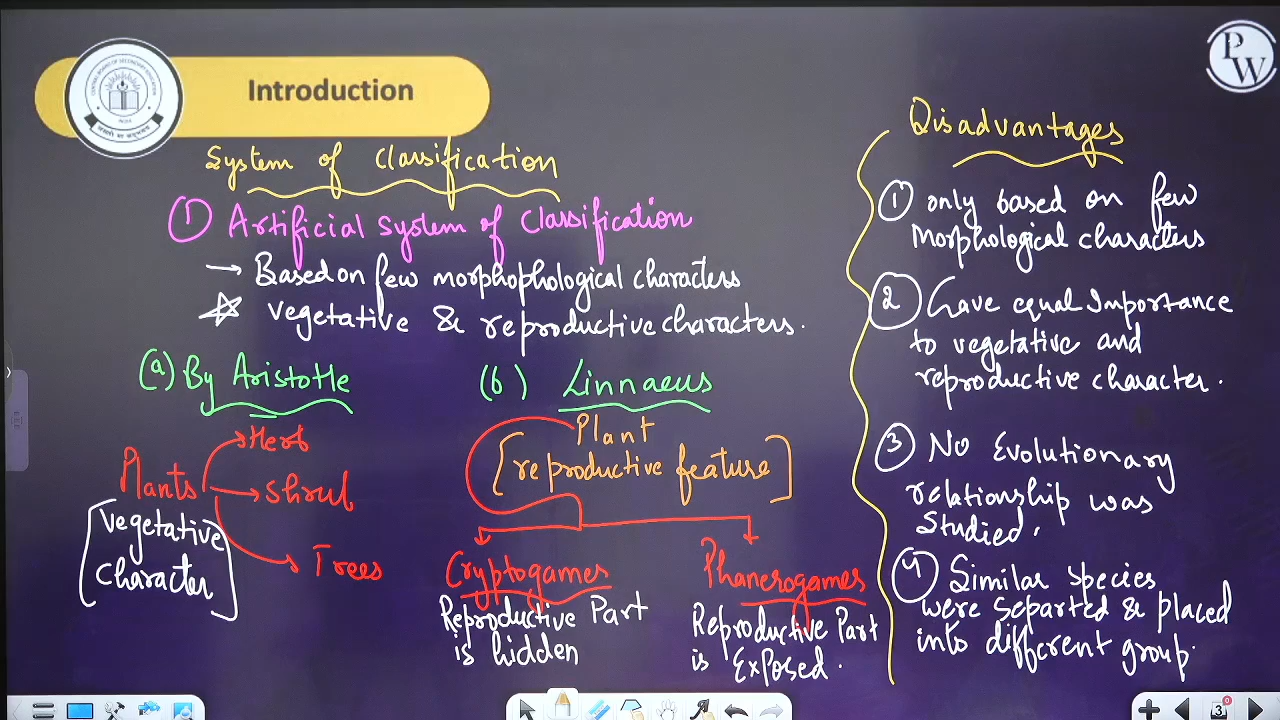 Introduction
PW
System of Classification
① Artificial System of Classification
→ Based on few morphophological characters
☆ Vegetative & reproductive characters.
(a) By Aristotle
Plants
Herb
Shrub
Trees
[Vegetative
character]
(b) Linnaeus
Plant
[reproductive feature]
Cryptogames
Reproductive Part
is hidden
Phanerogames
Reproductive Part
is Exposed.
Disadvantages
① only based on few
Morphological characters
② Gave equal Importance
to vegetative and
reproductive character.
③ No Evolutionary
relationship was
Studied.
④ Similar species
were separted & placed
into different group.
3